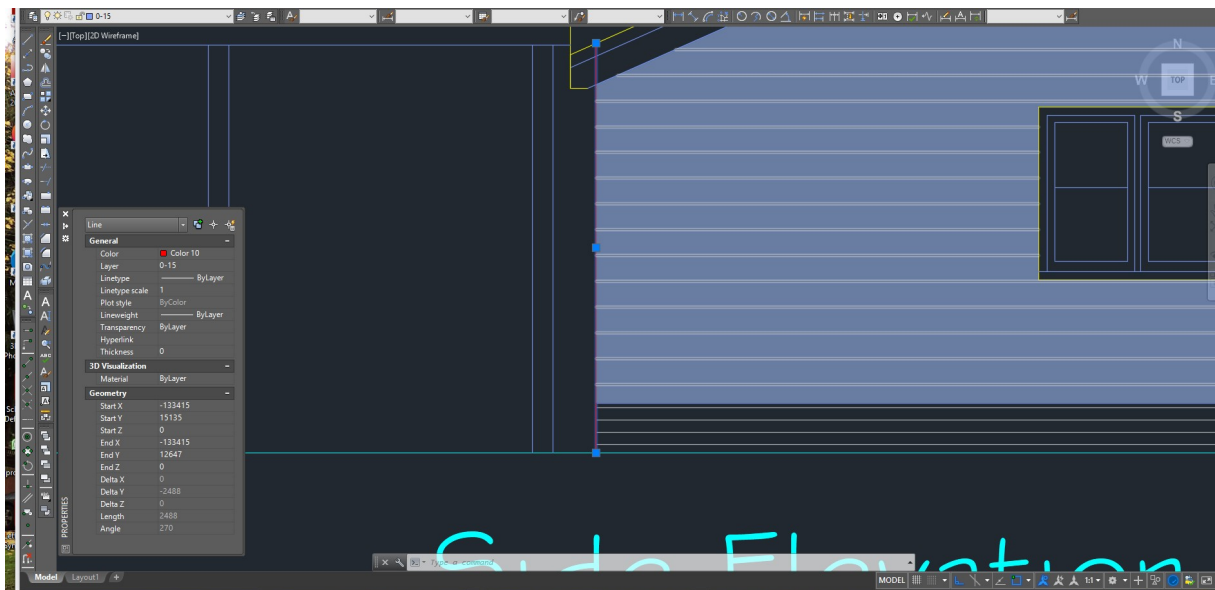 0-15
[−][Top][2D Wireframe]
N
W
TOP
S
WCS
Line
General
Color
Color 10
Layer
0-15
Linetype
ByLayer
Linetype scale
1
Plot style
ByColor
Lineweight
ByLayer
Transparency
ByLayer
Hyperlink
Thickness
0
3D Visualization
Material
ByLayer
Geometry
Start X
-133415
Start Y
15135
Start Z
0
End X
-133415
End Y
12647
End Z
0
Delta X
0
Delta Y
-2488
Delta Z
0
Length
2488
Angle
270
PROPERTIES
Side Elevation
Type a command
Model
Layout1
+
MODEL
1:1